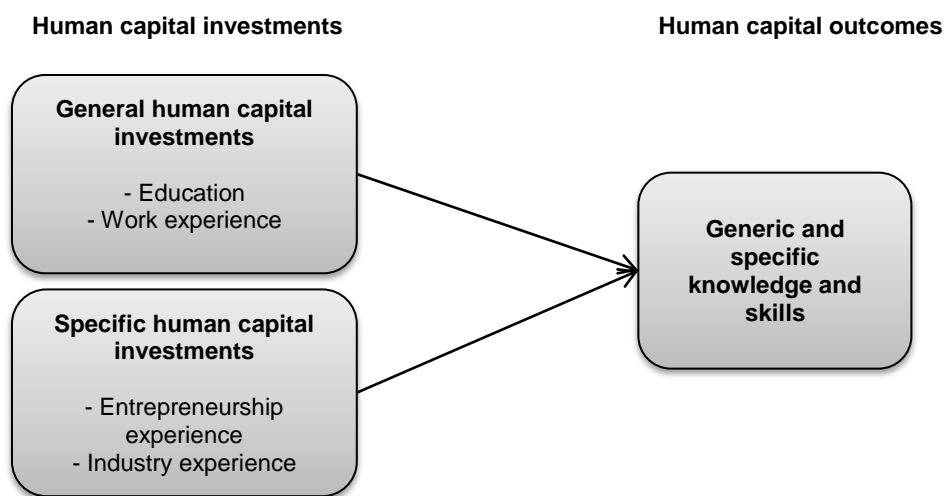 Human capital investments
Human capital outcomes
General human capital
investments
- Education
- Work experience
Specific human capital
investments
- Entrepreneurship
experience
- Industry experience
Generic and
specific
knowledge and
skills